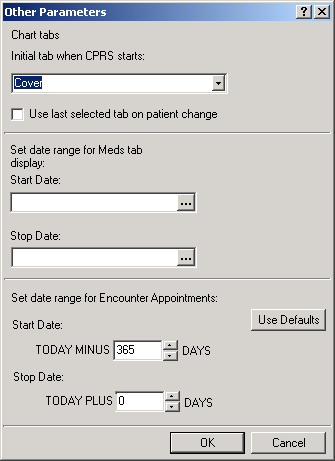 Other Parameters
Chart tabs
Initial tab when CPRS starts:
Cover
Use last selected tab on patient change
Set date range for Meds tab
display:
Start Date:
...
Stop Date:
...
Set date range for Encounter Appointments:
Start Date:
Use Defaults
TODAY MINUS 365 DAYS
Stop Date:
TODAY PLUS 0 DAYS
OK Cancel